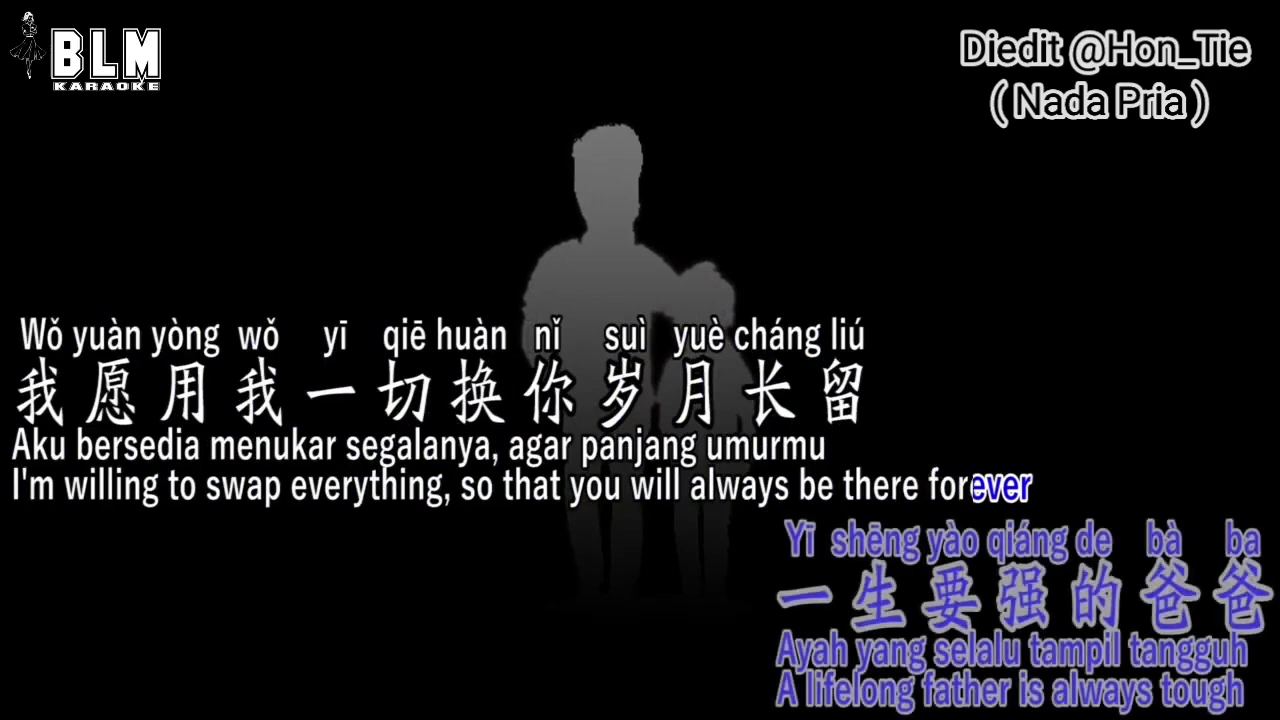 BLM
KARAOKE
Diedit @Hon_Tie
( Nada Pria )
Wǒ yuàn yòng wǒ yī qiē huàn nǐ suì yuè cháng liú
我愿用我一切换你岁月长留
Aku bersedia menukar segalanya, agar panjang umurmu
I'm willing to swap everything, so that you will always be there forever
Yī shēng yào qiáng de bà ba
一生要强的爸爸
Ayah yang selalu tampil tangguh
A lifelong father is always tough